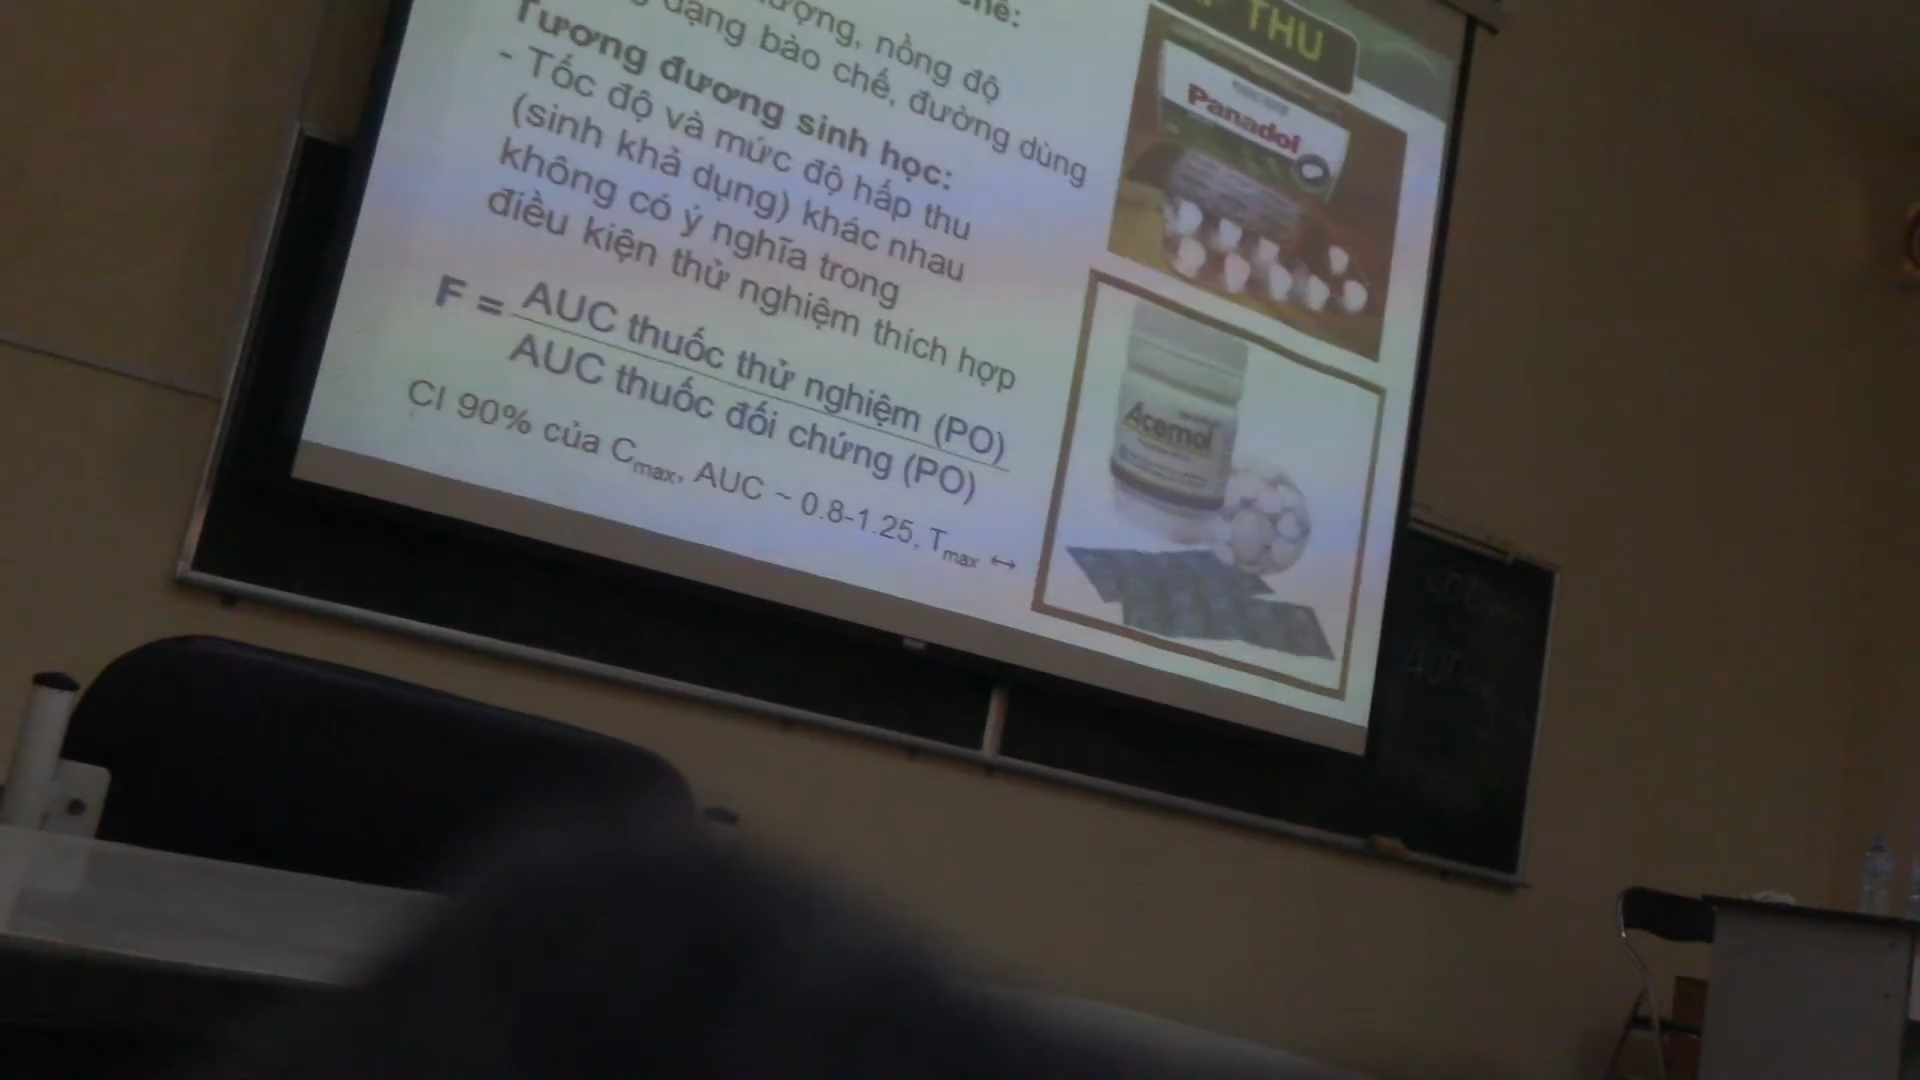 THU
chế:
lượng, nồng độ
dạng bào chế, đường dùng
Tương đương sinh học:
- Tốc độ và mức độ hấp thu
(sinh khả dụng) khác nhau
không có ý nghĩa trong
điều kiện thử nghiệm thích hợp
F = AUC thuốc thử nghiệm (PO)
AUC thuốc đối chứng (PO)
CI 90% của Cmax, AUC ~ 0.8-1.25, Tmax ↔
Panadol
Acemol